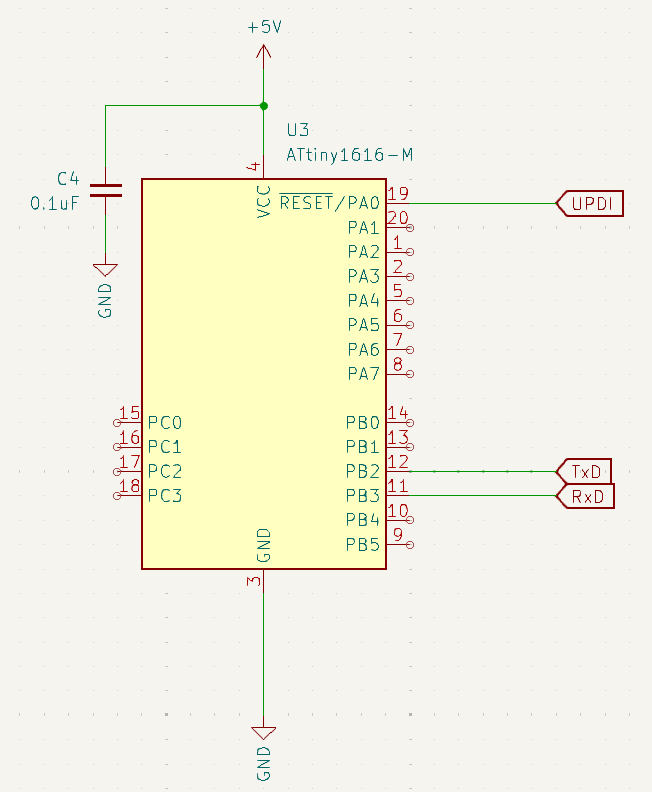 +5V
U3
ATtiny1616-M
C4
0.1uF
GND
4
VCC
RESET/PA0
19
UPDI
PA1
20
PA2
1
PA3
2
PA4
5
PA5
6
PA6
7
PA7
8
15
PC0
PB0
14
16
PC1
PB1
13
17
PC2
PB2
12
TxD
18
PC3
PB3
11
RxD
PB4
10
PB5
9
GND
3
GND